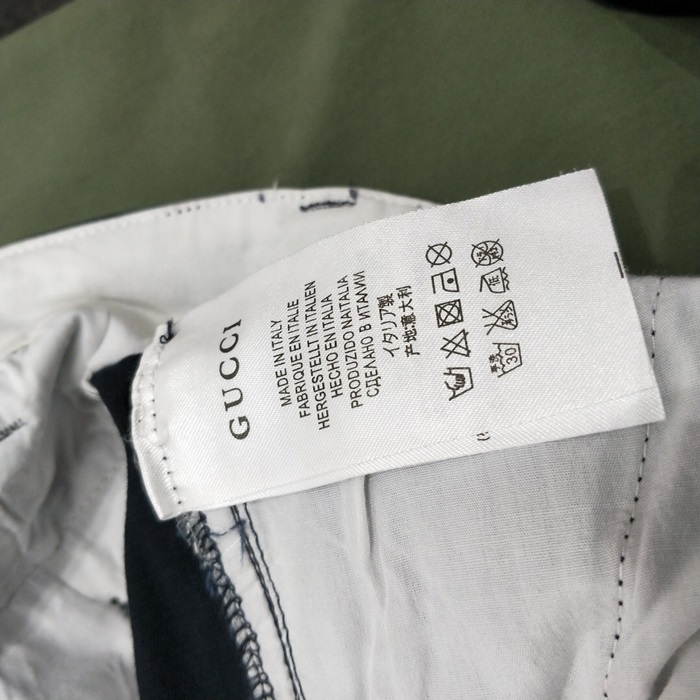 GUCCI
MADE IN ITALY
FABRIQUE EN ITALIE
HERGESTELLT IN ITALIEN
HECHO EN ITALIA
PRODUZIDO NA ITALIA
СДЕЛАНО В ИТАЛИИ
イタリア製
产地:意大利
30